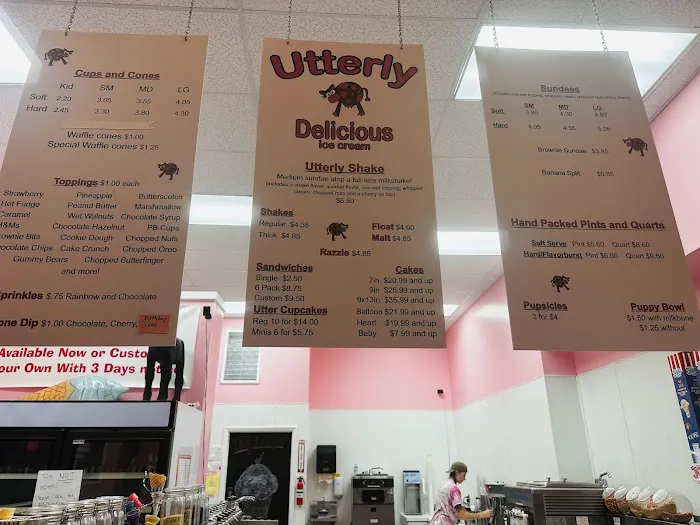 Cups and Cones
Kid SM MD LG
Soft 2.20 3.05 3.55 4.05
Hard 2.45 3.30 3.80 4.30
Waffle cones $1.00
Special Waffle cones $1.25
Toppings $1.00 each
Strawberry Pineapple Butterscotch
Hot Fudge Peanut Butter Marshmallow
Caramel Wet Walnuts Chocolate Syrup
M&Ms Chocolate Hazelnut PB Cups
rownie Bits Cookie Dough Chopped Nuts
ocolate Chips Cake Crunch Chopped Oreo
Gummy Bears Chopped Butterfinger
and more!
Sprinkles $.75 Rainbow and Chocolate
one Dip $1.00 Chocolate, Cherry,
Available Now or Custo
our Own With 3 Days
Do NOT
Utterly
Delicious
ice cream
Utterly Shake
Medium sundae atop a full size milkshake!
$6.50
Shakes
Regular $4.35
Thick $4.85
Float $4.60
Malt $4.85
Razzle $4.85
Sandwiches
Single $2.50
6 Pack $8.75
Custom $9.50
Utter Cupcakes
Reg 10 for $14.00
Minis 6 for $5.75
Cakes
7in $20.99 and up
9in $25.99 and up
9x13in $35.99 and up
Balloon $21.99 and up
Heart $19.99 and up
Baby $7.99 and up
Sundaes
SM MD LG
Soft 3.80 4.30 4.80
Hard 4.05 4.55 5.05
Brownie Sundae $5.85
Banana Split $5.85
Hand Packed Pints and Quarts
Soft Serve Pint $5.60 Quart $8.60
Hard/Flavorburst Pint $6.60 Quart $9.60
Pupsicles
3 for $4
Puppy Bowl
$1.50 with milkbone
$1.25 without